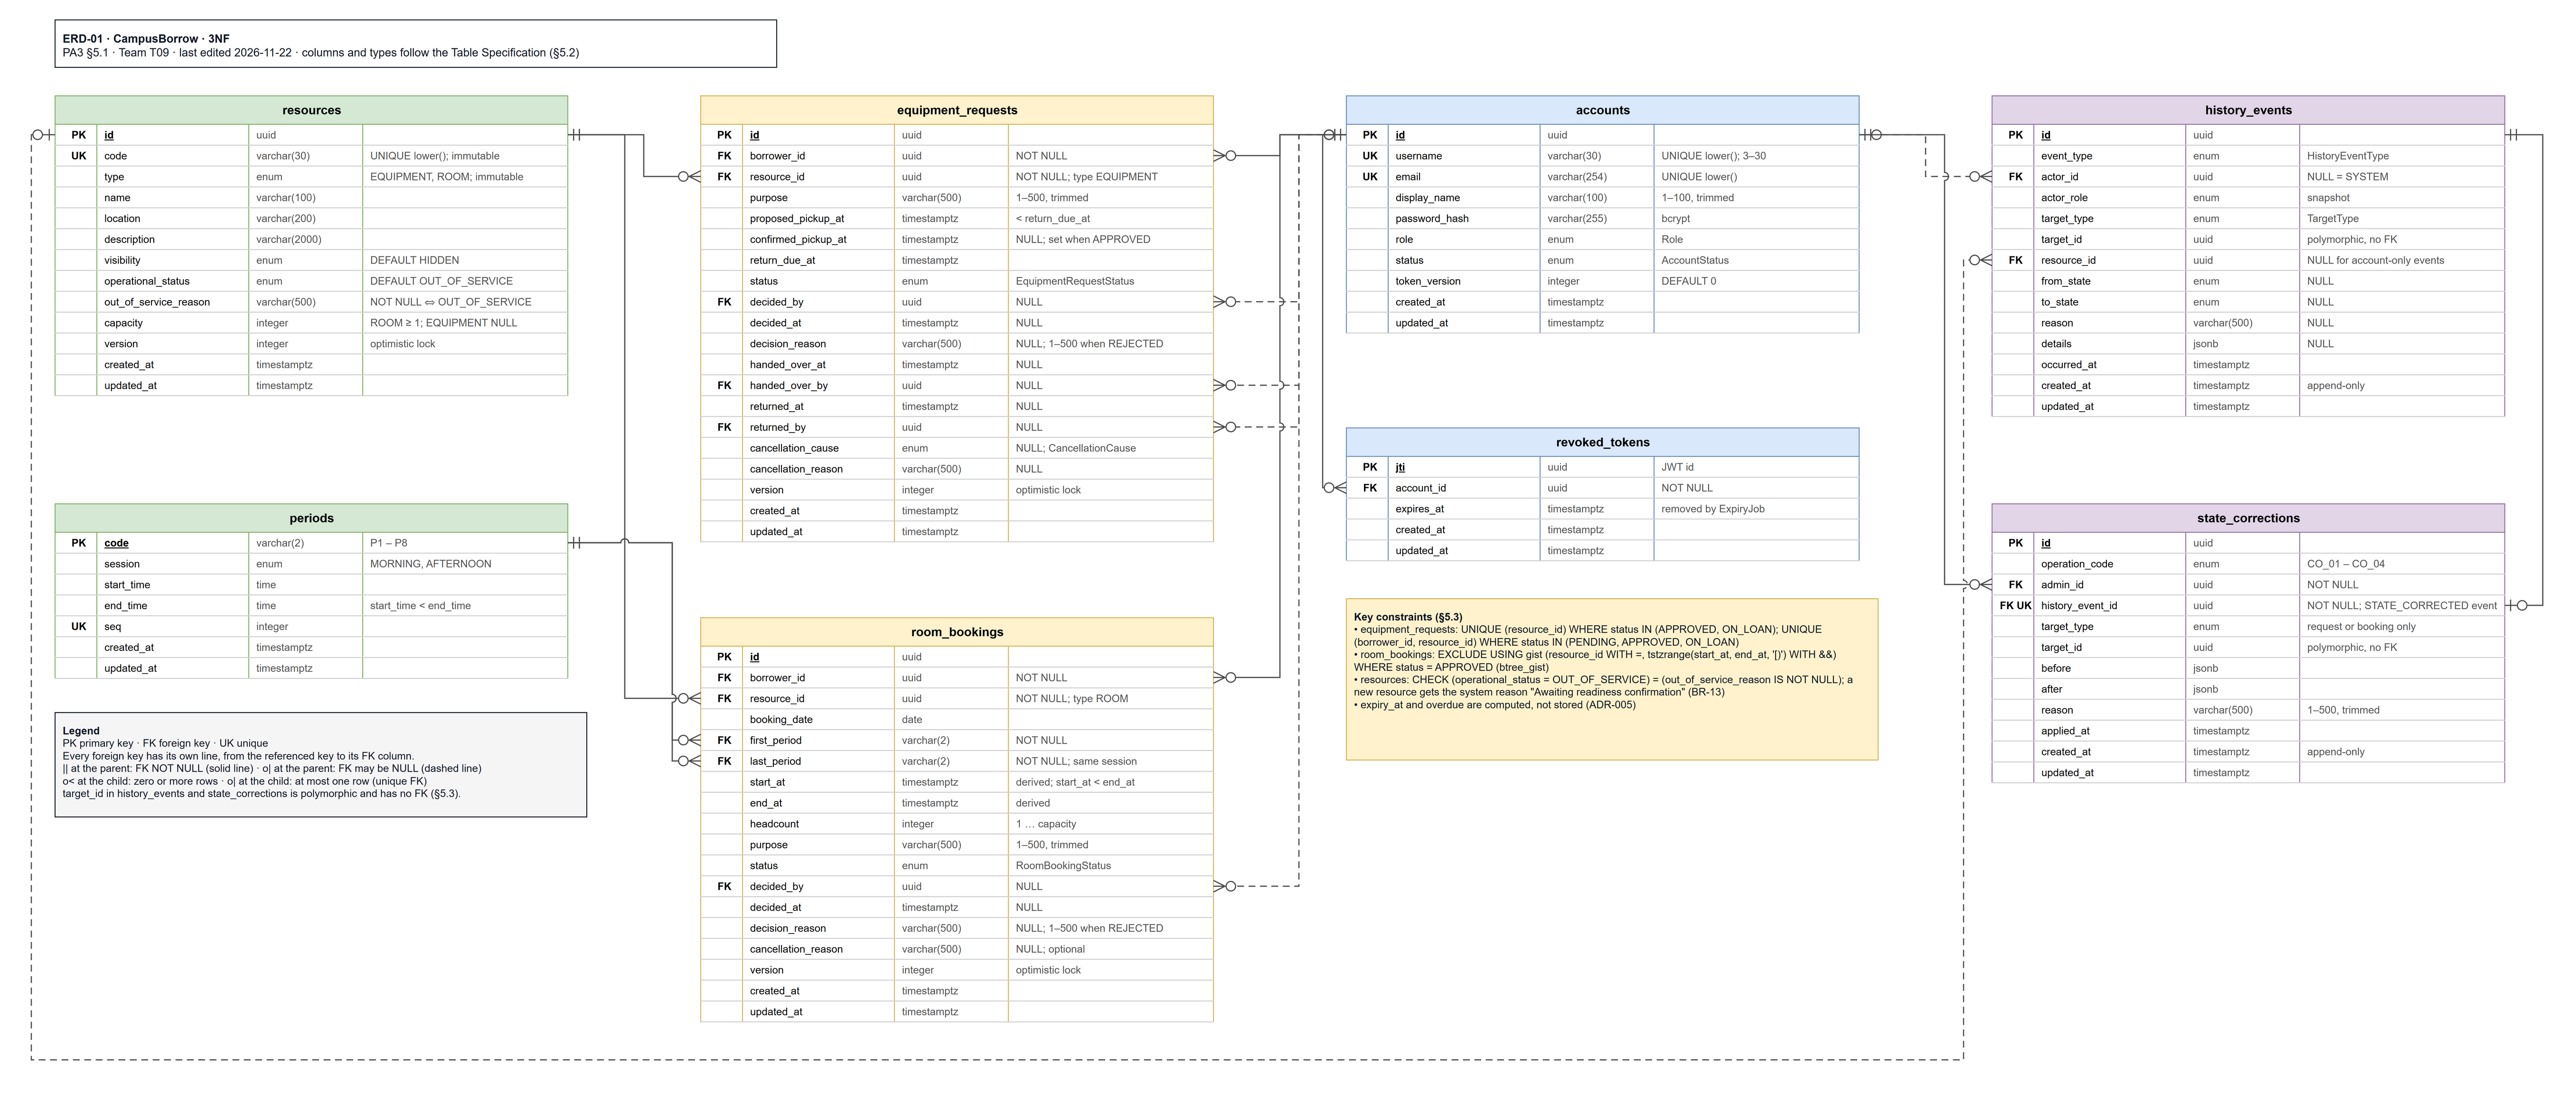 ERD-01 · CampusBorrow · 3NF
PA3 §5.1 · Team T09 · last edited 2026-11-22 · columns and types follow the Table Specification (§5.2)
resources
PK id uuid
UK code varchar(30) UNIQUE lower(); immutable
type enum EQUIPMENT, ROOM; immutable
name varchar(100)
location varchar(200)
description varchar(2000)
visibility enum DEFAULT HIDDEN
operational_status enum DEFAULT OUT_OF_SERVICE
out_of_service_reason varchar(500) NOT NULL ⇔ OUT_OF_SERVICE
capacity integer ROOM ≥ 1; EQUIPMENT NULL
version integer optimistic lock
created_at timestamptz
updated_at timestamptz
periods
PK code varchar(2) P1 – P8
session enum MORNING, AFTERNOON
start_time time
end_time time start_time < end_time
UK seq integer
created_at timestamptz
updated_at timestamptz
Legend
PK primary key · FK foreign key · UK unique
Every foreign key has its own line, from the referenced key to its FK column.
|| at the parent: FK NOT NULL (solid line) · o| at the parent: FK may be NULL (dashed line)
o< at the child: zero or more rows · o| at the child: at most one row (unique FK)
target_id in history_events and state_corrections is polymorphic and has no FK (§5.3).
equipment_requests
PK id uuid
FK borrower_id uuid NOT NULL
FK resource_id uuid NOT NULL; type EQUIPMENT
purpose varchar(500) 1–500, trimmed
proposed_pickup_at timestamptz < return_due_at
confirmed_pickup_at timestamptz NULL; set when APPROVED
return_due_at timestamptz
status enum EquipmentRequestStatus
FK decided_by uuid NULL
decided_at timestamptz NULL
decision_reason varchar(500) NULL; 1–500 when REJECTED
handed_over_at timestamptz NULL
FK handed_over_by uuid NULL
returned_at timestamptz NULL
FK returned_by uuid NULL
cancellation_cause enum NULL; CancellationCause
cancellation_reason varchar(500) NULL
version integer optimistic lock
created_at timestamptz
updated_at timestamptz
room_bookings
PK id uuid
FK borrower_id uuid NOT NULL
FK resource_id uuid NOT NULL; type ROOM
booking_date date
FK first_period varchar(2) NOT NULL
FK last_period varchar(2) NOT NULL; same session
start_at timestamptz derived; start_at < end_at
end_at timestamptz derived
headcount integer 1 … capacity
purpose varchar(500) 1–500, trimmed
status enum RoomBookingStatus
FK decided_by uuid NULL
decided_at timestamptz NULL
decision_reason varchar(500) NULL; 1–500 when REJECTED
cancellation_reason varchar(500) NULL; optional
version integer optimistic lock
created_at timestamptz
updated_at timestamptz
accounts
PK id uuid
UK username varchar(30) UNIQUE lower(); 3–30
UK email varchar(254) UNIQUE lower()
display_name varchar(100) 1–100, trimmed
password_hash varchar(255) bcrypt
role enum Role
status enum AccountStatus
token_version integer DEFAULT 0
created_at timestamptz
updated_at timestamptz
revoked_tokens
PK jti uuid JWT id
FK account_id uuid NOT NULL
expires_at timestamptz removed by ExpiryJob
created_at timestamptz
updated_at timestamptz
Key constraints (§5.3)
• equipment_requests: UNIQUE (resource_id) WHERE status IN (APPROVED, ON_LOAN); UNIQUE
(borrower_id, resource_id) WHERE status IN (PENDING, APPROVED, ON_LOAN)
• room_bookings: EXCLUDE USING gist (resource_id WITH =, tstzrange(start_at, end_at, '[)') WITH &&)
WHERE status = APPROVED (btree_gist)
• resources: CHECK (operational_status = OUT_OF_SERVICE) = (out_of_service_reason IS NOT NULL); a
new resource gets the system reason "Awaiting readiness confirmation" (BR-13)
• expiry_at and overdue are computed, not stored (ADR-005)
history_events
PK id uuid
event_type enum HistoryEventType
FK actor_id uuid NULL = SYSTEM
actor_role enum snapshot
target_type enum TargetType
target_id uuid polymorphic, no FK
FK resource_id uuid NULL for account-only events
from_state enum NULL
to_state enum NULL
reason varchar(500) NULL
details jsonb NULL
occurred_at timestamptz
created_at timestamptz append-only
updated_at timestamptz
state_corrections
PK id uuid
operation_code enum CO_01 – CO_04
FK admin_id uuid NOT NULL
FK UK history_event_id uuid NOT NULL; STATE_CORRECTED event
target_type enum request or booking only
target_id uuid polymorphic, no FK
before jsonb
after jsonb
reason varchar(500) 1–500, trimmed
applied_at timestamptz
created_at timestamptz append-only
updated_at timestamptz